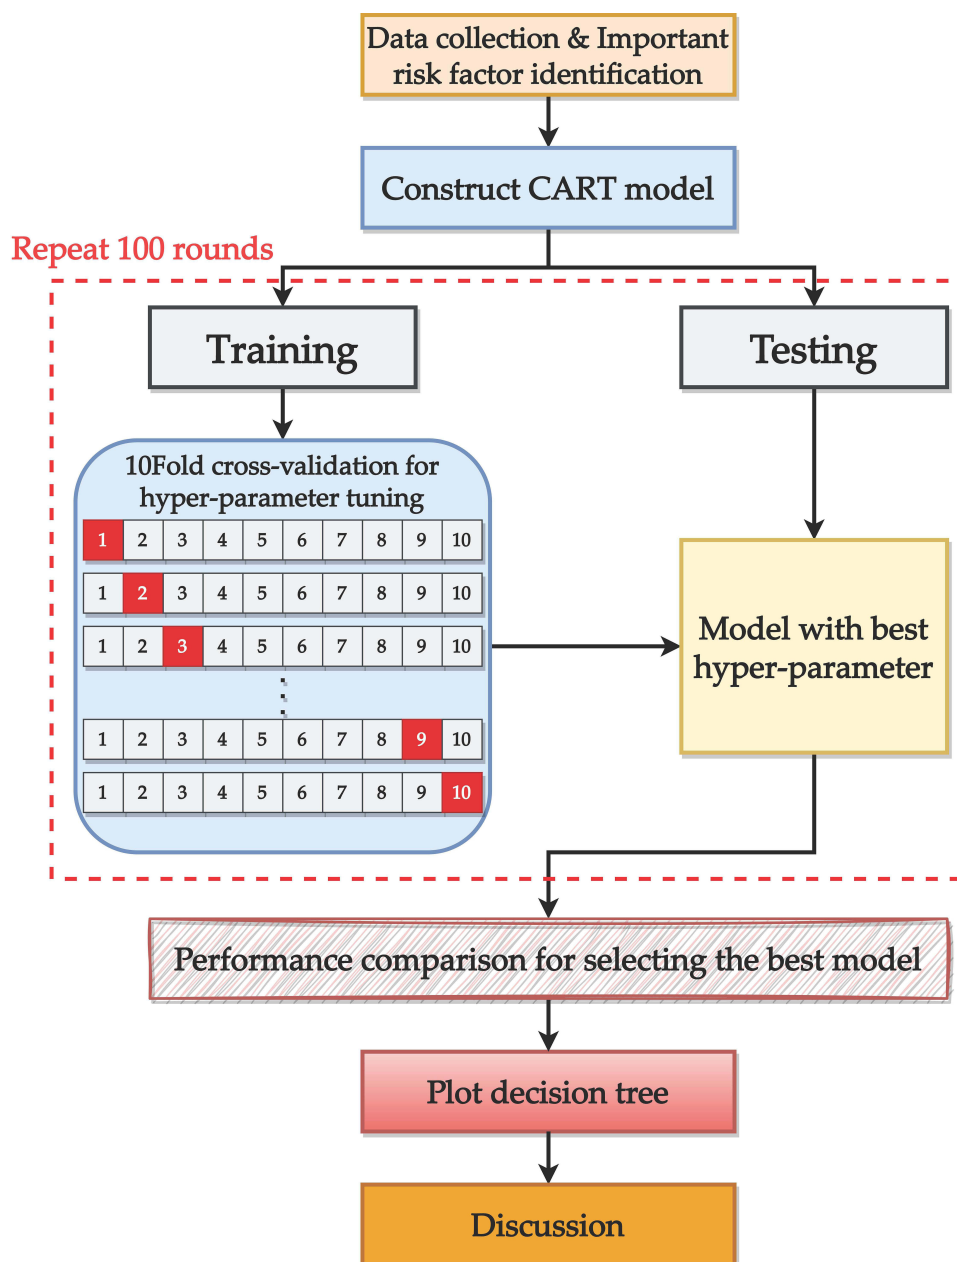 Data collection & Important
risk factor identification
Construct CART model
Repeat 100 rounds
Training
Testing
10Fold cross-validation for
hyper-parameter tuning
1 2 3 4 5 6 7 8 9 10
1 2 3 4 5 6 7 8 9 10
1 2 3 4 5 6 7 8 9 10
1 2 3 4 5 6 7 8 9 10
1 2 3 4 5 6 7 8 9 10
Model with best
hyper-parameter
Performance comparison for selecting the best model
Plot decision tree
Discussion